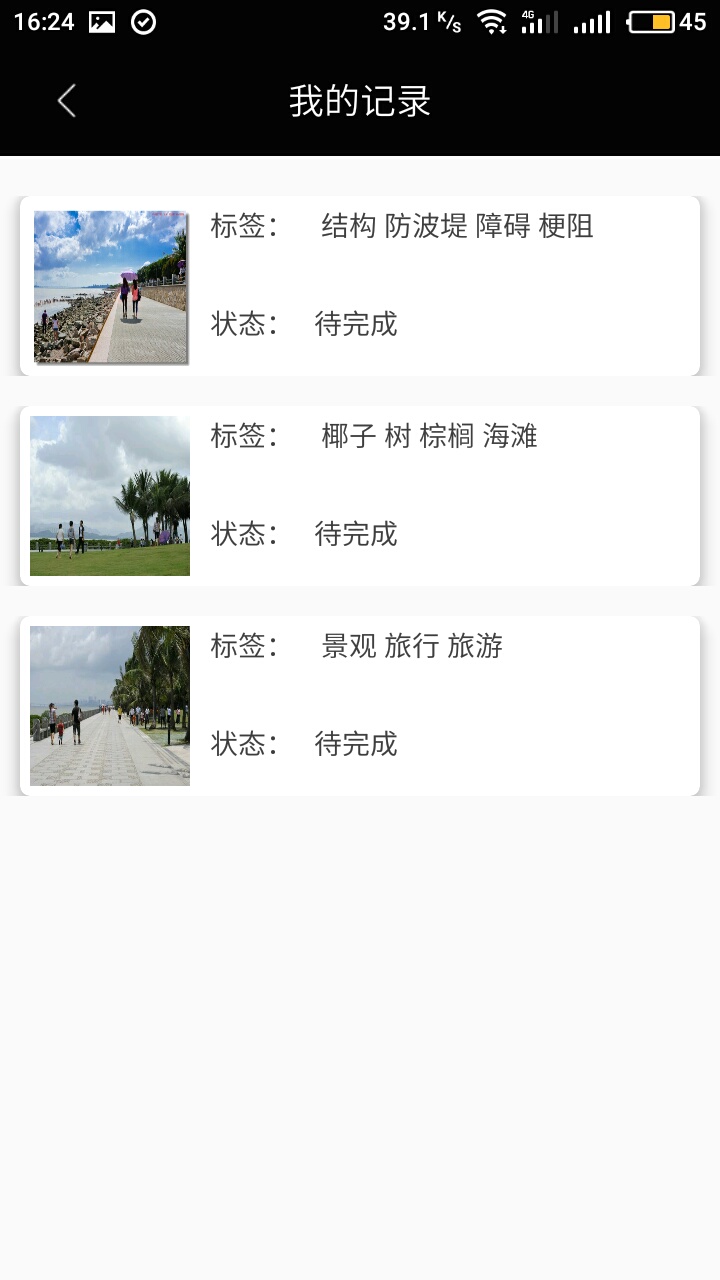 16:24 39.1 K/S 4G 45
我的记录
标签： 结构 防波堤 障碍 梗阻
状态： 待完成
标签： 椰子 树 棕榈 海滩
状态： 待完成
标签： 景观 旅行 旅游
状态： 待完成